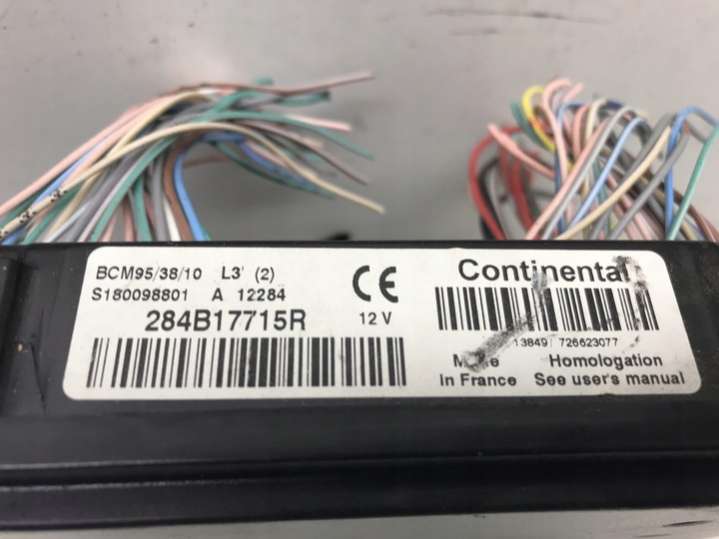 BCM95/38/10 L3' (2)
S180098801 A 12284
284B17715R
CE
12 V
Continental
13849 726623077
Made
In France
Homologation
See user's manual